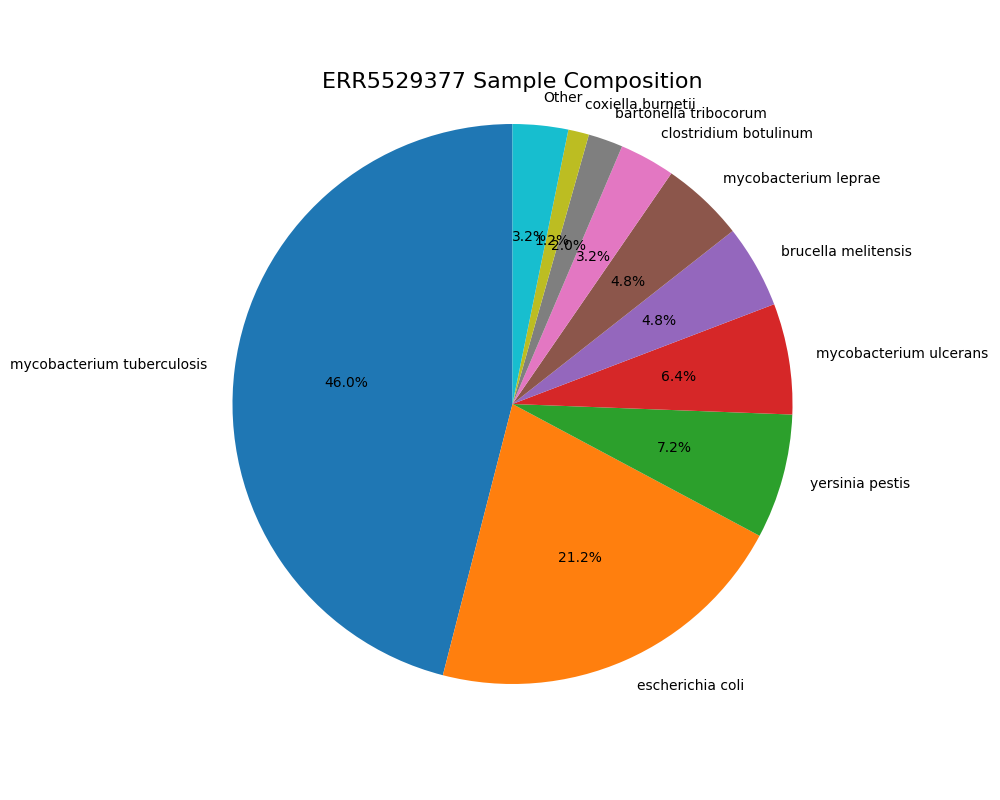 ERR5529377 Sample Composition
Other
coxiella burnetii
bartonella tribocorum
clostridium botulinum
mycobacterium leprae
brucella melitensis
mycobacterium ulcerans
yersinia pestis
escherichia coli
mycobacterium tuberculosis
3.2%
1.2%
2.0%
3.2%
4.8%
4.8%
6.4%
7.2%
21.2%
46.0%